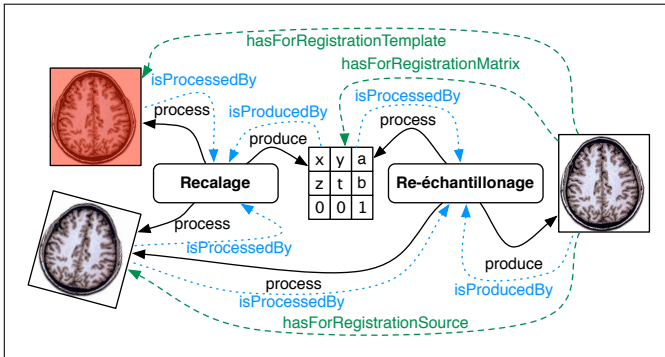 hasForRegistrationTemplate
hasForRegistrationMatrix
isProcessedBy
isProducedBy
isProcessedBy
process
produce
process
x y a
z t b
0 0 1
Recalage
Re-échantillonage
process
isProcessedBy
produce
process
isProcessedBy
isProducedBy
hasForRegistrationSource